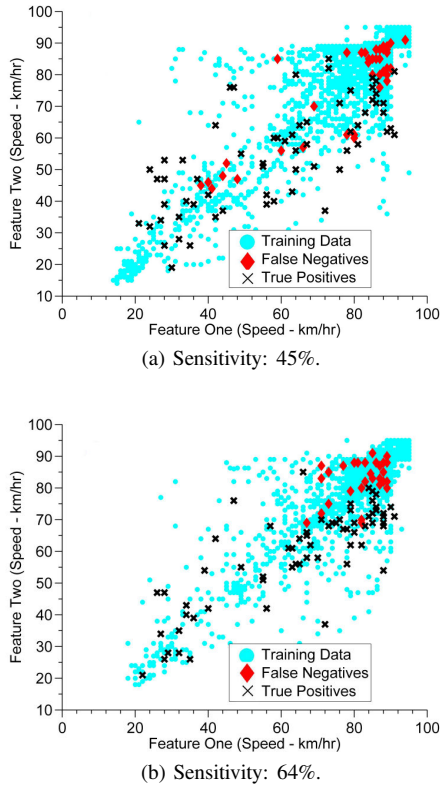 100
90
80
70
60
50
40
30
20
10
Feature Two (Speed - km/hr)
Training Data
False Negatives
True Positives
0 20 40 60 80 100
Feature One (Speed - km/hr)
(a) Sensitivity: 45%.
100
90
80
70
60
50
40
30
20
10
Feature Two (Speed - km/hr)
Training Data
False Negatives
True Positives
0 20 40 60 80 100
Feature One (Speed - km/hr)
(b) Sensitivity: 64%.